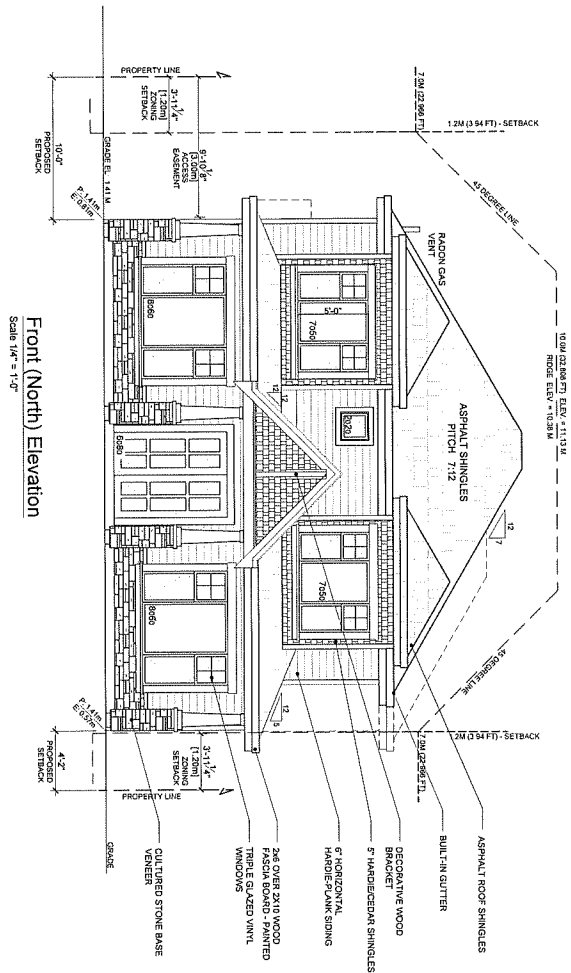 10.0M (32.808 FT) ELEV. = 11.13 M
RIDGE ELEV = 10.38 M
45 DEGREE LINE
45 DEGREE LINE
7.0M (22.966 FT)
1.2M (3.94 FT) - SETBACK
7.0M (22.966 FT)
.2M (3.94 FT) - SETBACK
RADON GAS
VENT
ASPHALT SHINGLES
PITCH 7:12
12
7
5'-0"
7050
2020
7050
12
12
12
5
PROPERTY LINE
3'-11 1/4"
[1.20m]
ZONING
SETBACK
9'-10 1/8"
[3.00m]
ACCESS
EASEMENT
10'-0"
PROPOSED
SETBACK
GRADE EL. 1.41 M
P: 1.41m
E: 0.81m
8060
6080
8060
P: 1.41m
E: 0.57m
3'-11 1/4"
[1.20m]
ZONING
SETBACK
PROPERTY LINE
4'-2"
PROPOSED
SETBACK
GRADE
ASPHALT ROOF SHINGLES
BUILT-IN GUTTER
DECORATIVE WOOD
BRACKET
5" HARDIE/CEDAR SHINGLES
6" HORIZONTAL
HARDIE-PLANK SIDING
2x6 OVER 2X10 WOOD
FASCIA BOARD - PAINTED
TRIPLE GLAZED VINYL
WINDOWS
CULTURED STONE BASE
VENEER
Front (North) Elevation
Scale 1/4" = 1'-0"